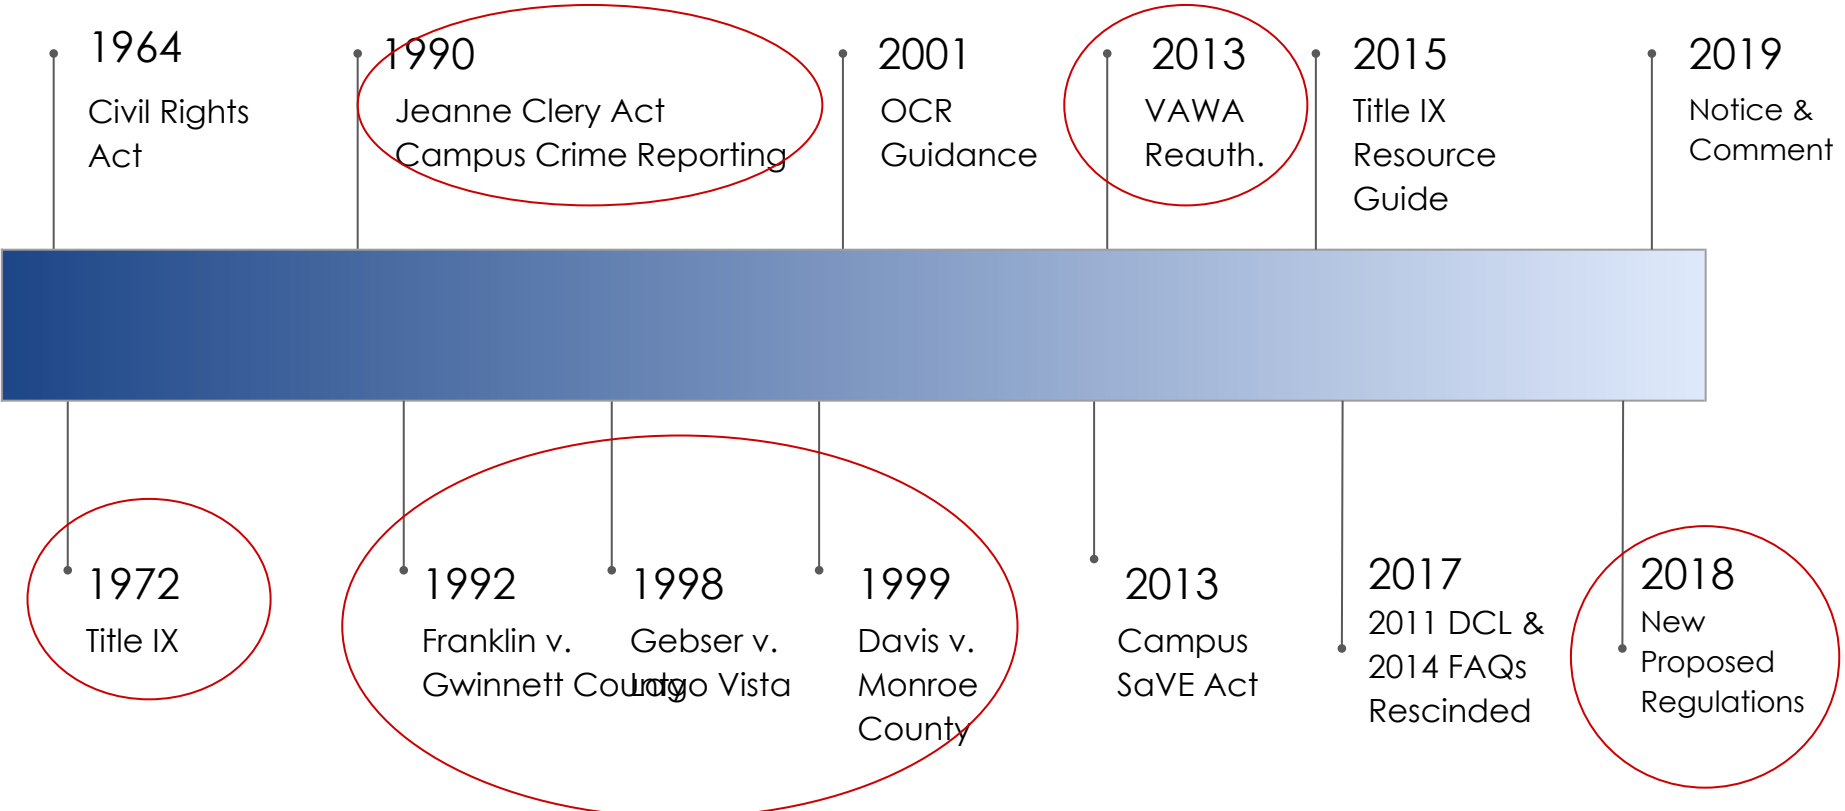 1964
Civil Rights
Act
1990
Jeanne Clery Act
Campus Crime Reporting
2001
OCR
Guidance
2013
VAWA
Reauth.
2015
Title IX
Resource
Guide
2019
Notice &
Comment
1972
Title IX
1992
Franklin v.
Gwinnett County
1998
Gebser v.
Lago Vista
1999
Davis v.
Monroe
County
2013
Campus
SaVE Act
2017
2011 DCL &
2014 FAQs
Rescinded
2018
New
Proposed
Regulations